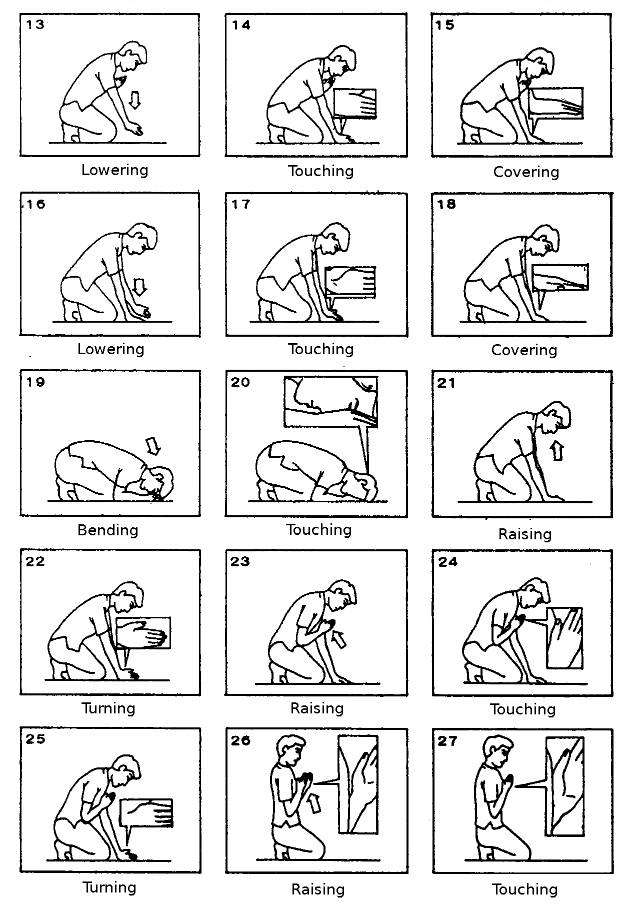 13 14 15
Lowering Touching Covering
16 17 18
Lowering Touching Covering
19 20 21
Bending Touching Raising
22 23 24
Turning Raising Touching
25 26 27
Turning Raising Touching